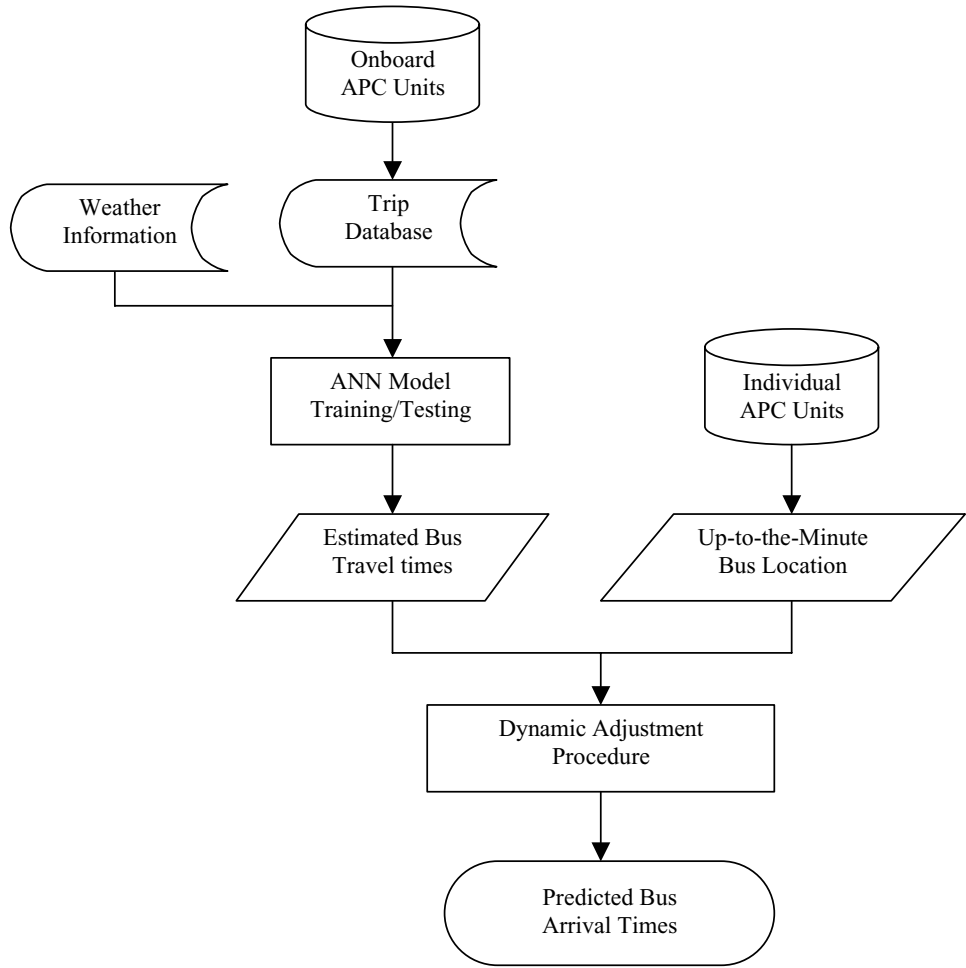 Onboard
APC Units
Weather
Information
Trip
Database
ANN Model
Training/Testing
Individual
APC Units
Estimated Bus
Travel times
Up-to-the-Minute
Bus Location
Dynamic Adjustment
Procedure
Predicted Bus
Arrival Times